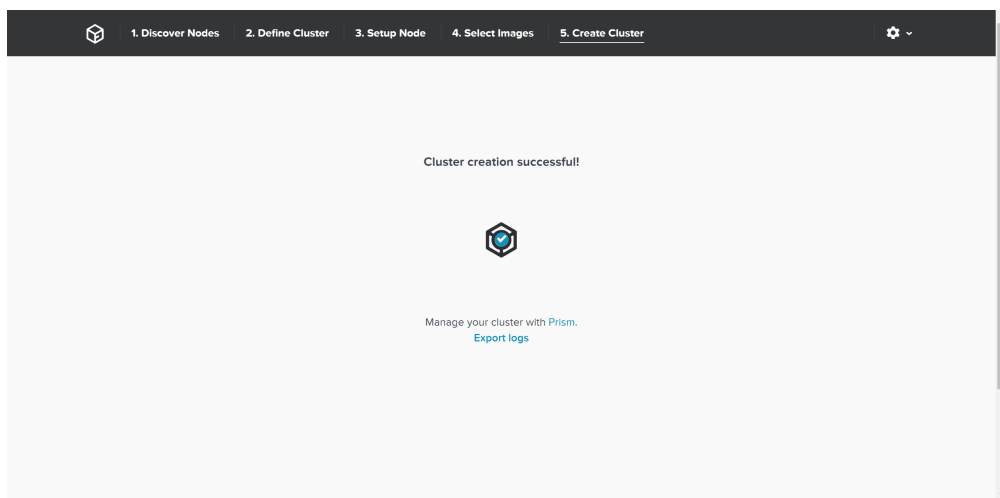 1. Discover Nodes 2. Define Cluster 3. Setup Node 4. Select Images 5. Create Cluster
Cluster creation successful!
Manage your cluster with Prism.
Export logs